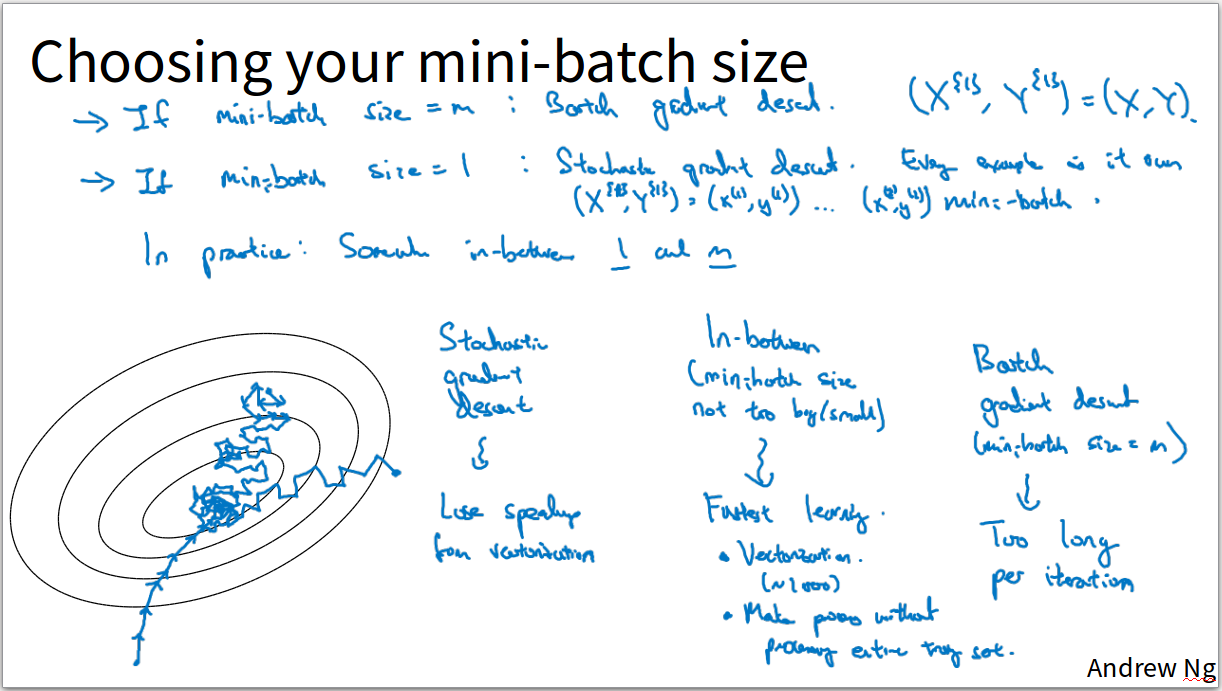 Choosing your mini-batch size
→ If mini-batch size = m : Batch gradient descent. (X^{1}, Y^{1}) = (X, Y).
→ If mini-batch size = 1 : Stochastic gradient descent. Every example is it own
(X^{1}, Y^{1}) = (x^(1), y^(1)) ... mini-batch.
In practice: Somewhere in-between 1 and m
Stochastic
gradient
descent
Lose speedup
from vectorization
In-between
(mini-batch size
not too big/small)
Fastest learning.
• Vectorization.
(~1000)
• Make progress without
processing entire training set.
Batch
gradient descent
(mini-batch size = m)
Too long
per iteration
Andrew Ng